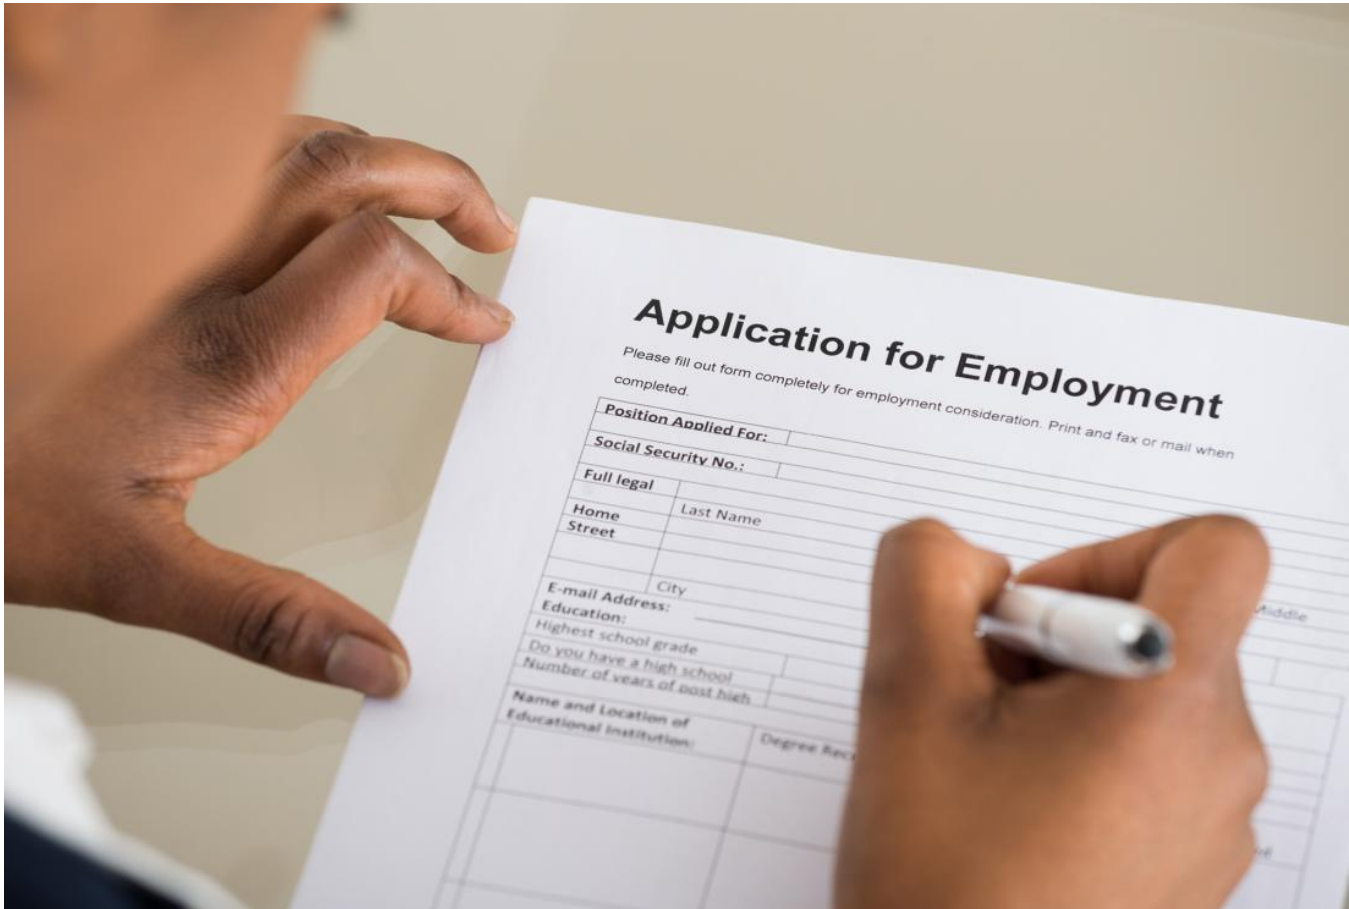 Application for Employment
Please fill out form completely for employment consideration. Print and fax or mail when
completed.
Position Applied For:
Social Security No.:
Full legal
Last Name
Middle
Home
Street
City
E-mail Address:
Education:
Highest school grade
Do you have a high school
Number of years of post high
Name and Location of
Educational Institution:
Degree